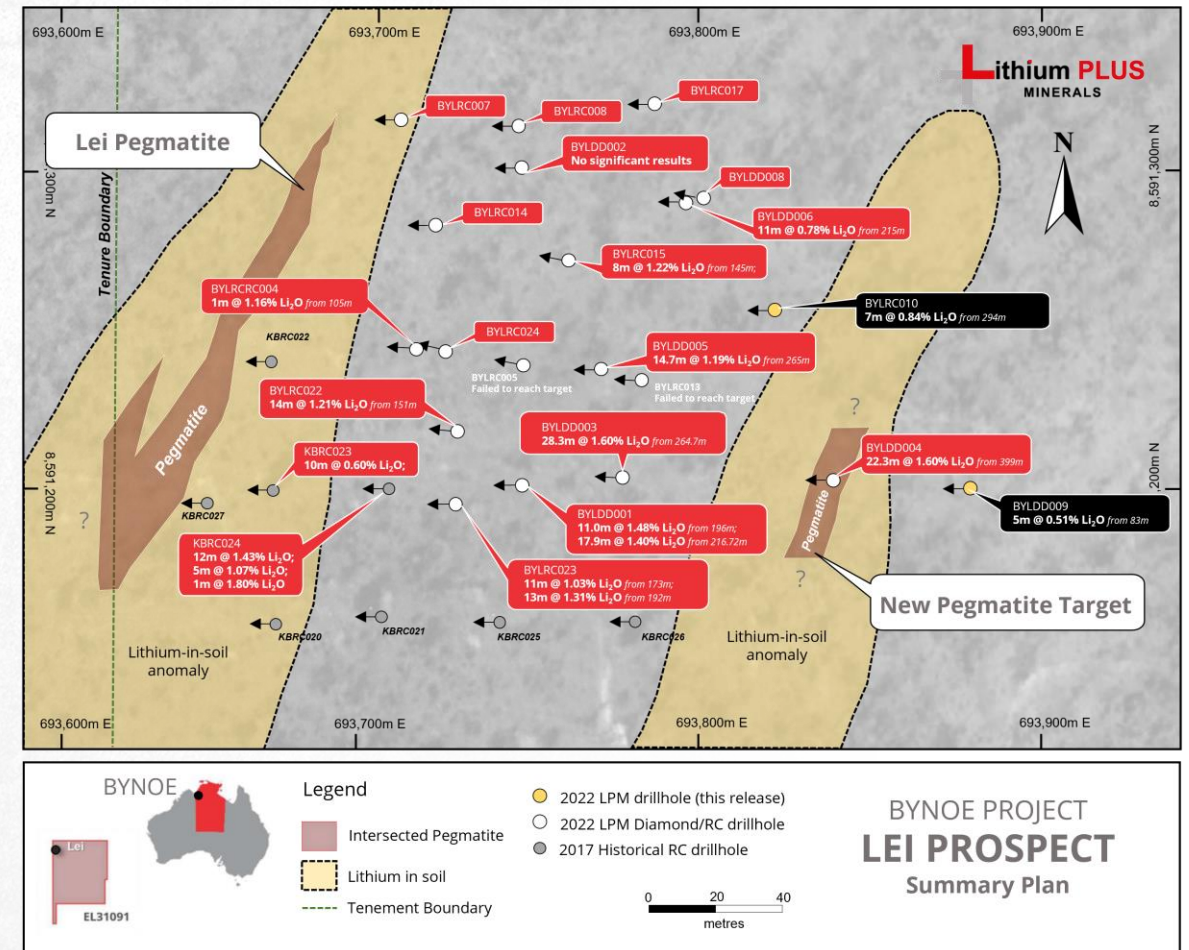 693,600m E
693,700m E
693,800m E
693,900m E
Lithium PLUS
MINERALS
BYLRC017
BYLRC007
BYLRC008
Lei Pegmatite
N
BYLDD002
No significant results
,300m N
8,591,300m N
BYLDD008
Tenure Boundary
BYLRC014
BYLDD006
11m @ 0.78% Li₂O from 215m
BYLRC015
8m @ 1.22% Li₂O from 145m;
BYLRCRC004
1m @ 1.16% Li₂O from 105m
BYLRC010
7m @ 0.84% Li₂O from 294m
KBRC022
BYLRC024
BYLDD005
14.7m @ 1.19% Li₂O from 265m
BYLRC005
Failed to reach target
BYLRC013
Failed to reach target
BYLRC022
14m @ 1.21% Li₂O from 151m
?
Pegmatite
BYLDD003
28.3m @ 1.60% Li₂O from 264.7m
BYLDD004
22.3m @ 1.60% Li₂O from 399m
KBRC023
10m @ 0.60% Li₂O;
8,591,200m N
,200m N
KBRC027
BYLDD009
5m @ 0.51% Li₂O from 83m
?
BYLDD001
11.0m @ 1.48% Li₂O from 196m;
17.9m @ 1.40% Li₂O from 216.72m
Pegmatite
KBRC024
12m @ 1.43% Li₂O;
5m @ 1.07% Li₂O;
1m @ 1.80% Li₂O
BYLRC023
11m @ 1.03% Li₂O from 173m;
13m @ 1.31% Li₂O from 192m
?
New Pegmatite Target
KBRC020
KBRC021
KBRC025
KBRC026
Lithium-in-soil
anomaly
Lithium-in-soil
anomaly
693,600m E
693,700m E
693,800m E
693,900m E
BYNOE
Lei
EL31091
Legend
Intersected Pegmatite
Lithium in soil
Tenement Boundary
2022 LPM drillhole (this release)
2022 LPM Diamond/RC drillhole
2017 Historical RC drillhole
0 20 40
metres
BYNOE PROJECT
LEI PROSPECT
Summary Plan